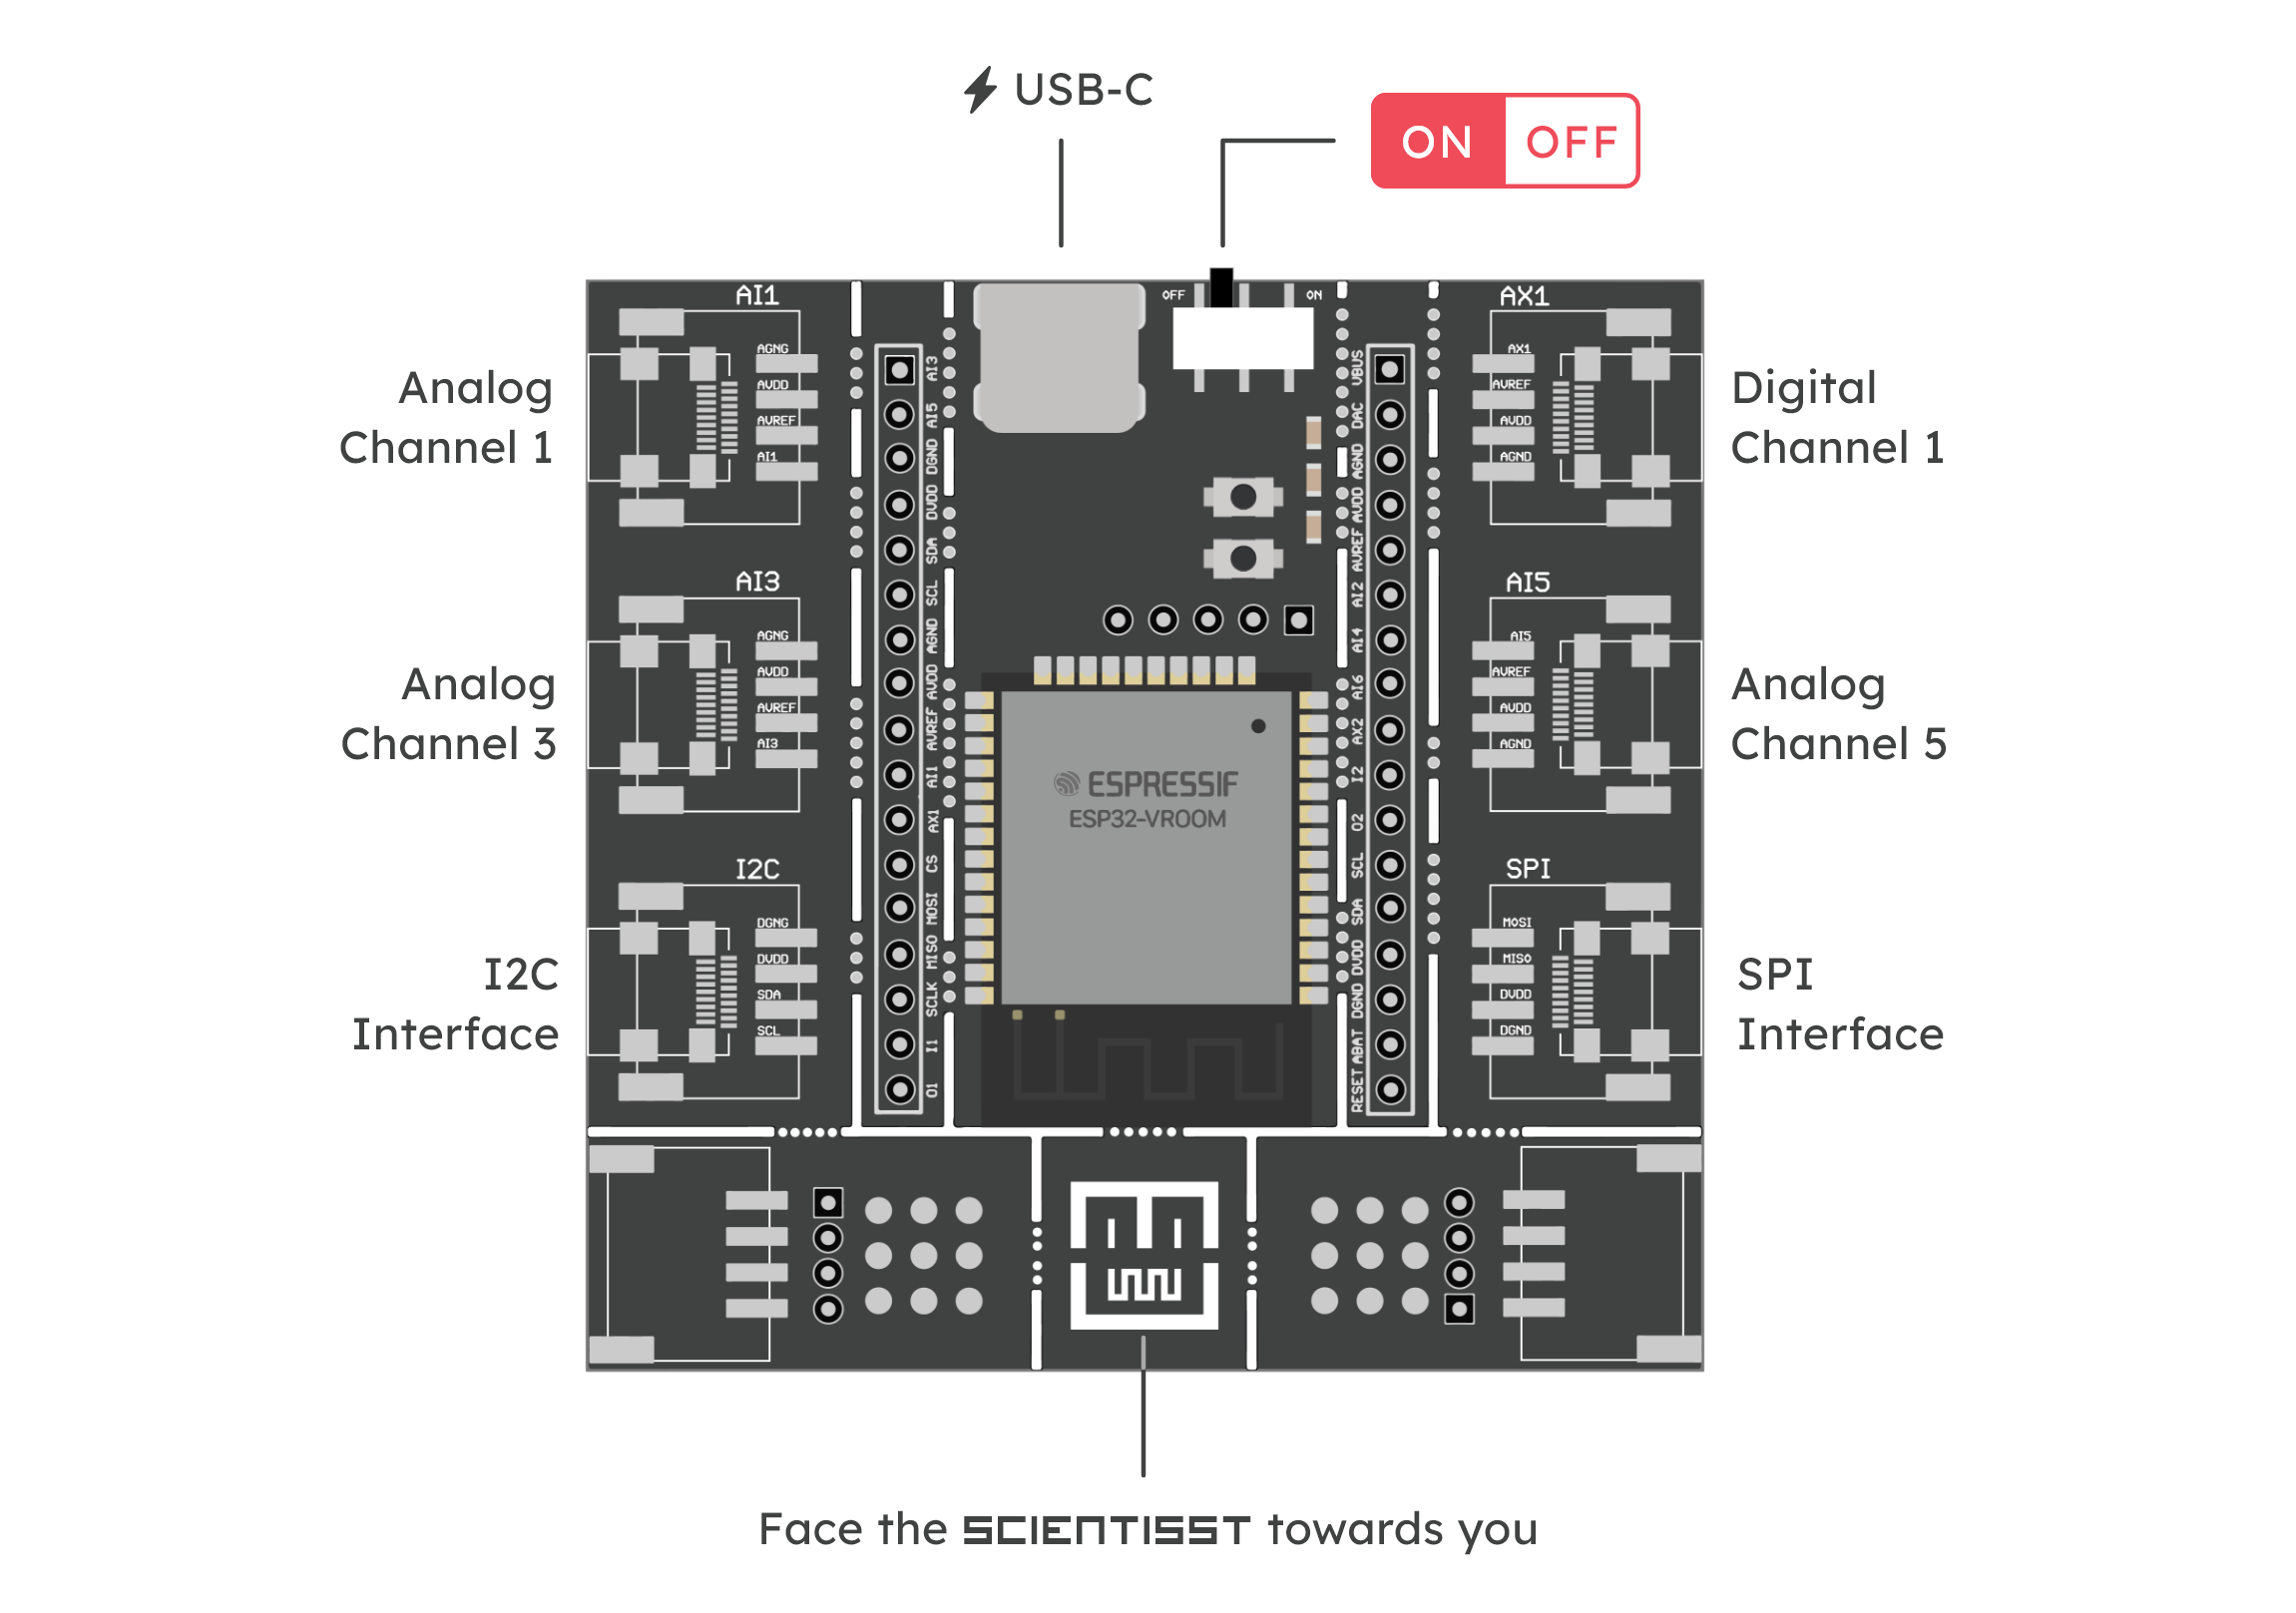 USB-C
ON OFF
OFF
ON
AI1
AGNG
AVDD
AVREF
AI1
Analog
Channel 1
AI3
AGNG
AVDD
AVREF
AI3
Analog
Channel 3
I2C
DGNG
DVDD
SDA
SCL
I2C
Interface
AI3
AI5
DGND
DVDD
SDA
SCL
AGND
AVDD
AVREF
AI1
AX1
CS
MOSI
MISO
SCLK
I1
O1
ESPRESSIF
ESP32-VROOM
VBUS
DAC
AGND
AVDD
AVREF
AI2
AI4
AI6
AX2
I2
O2
SCL
SDA
DVDD
DGND
ABAT
RESET
AX1
AX1
AVREF
AVDD
AGND
Digital
Channel 1
AI5
AI5
AVREF
AVDD
AGND
Analog
Channel 5
SPI
MOSI
MISO
DVDD
DGND
SPI
Interface
Face the SCIENTISST towards you